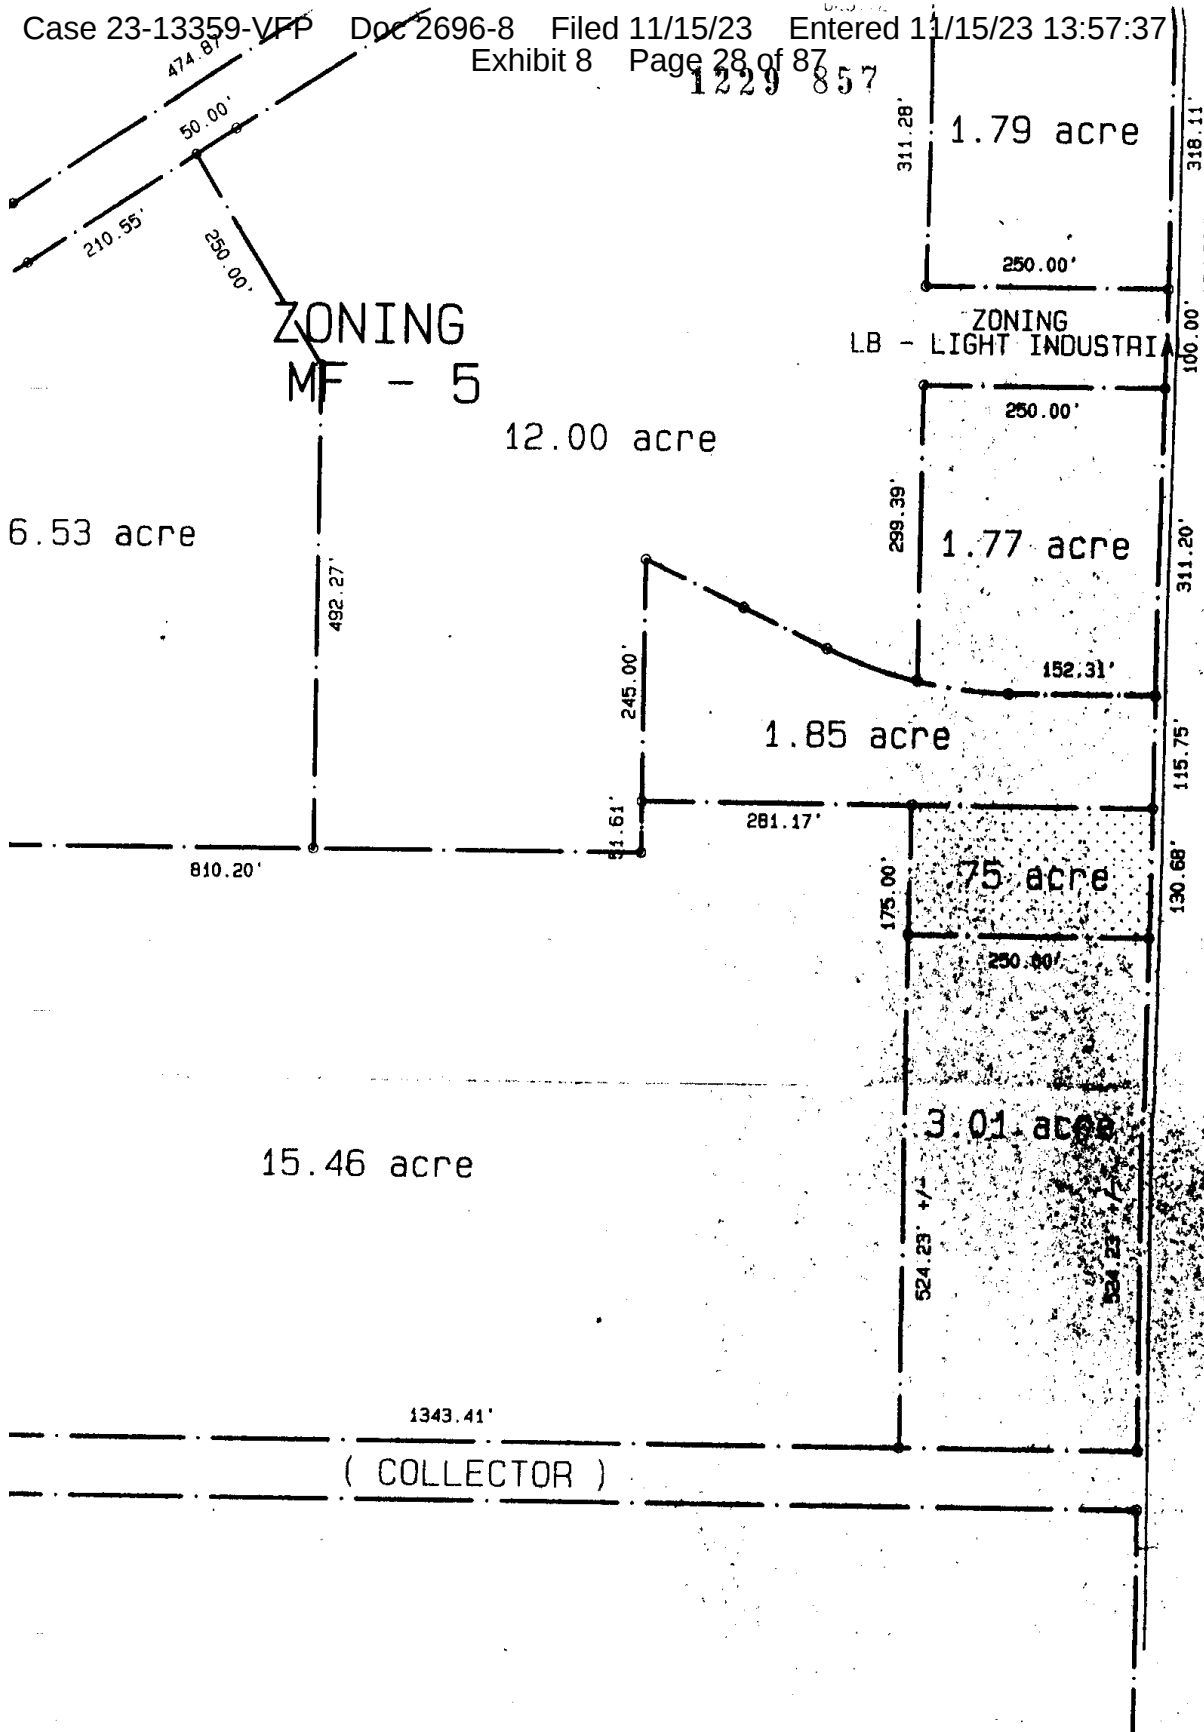 Case 23-13359-VFP Doc 2696-8 Filed 11/15/23 Entered 11/15/23 13:57:37
Exhibit 8 Page 28 of 87
1229 857
474.87'
50.00'
210.55'
250.00'
311.28'
1.79 acre
318.11'
250.00'
ZONING
LB - LIGHT INDUSTRIA
100.00'
ZONING
MF - 5
250.00'
12.00 acre
6.53 acre
299.39'
1.77 acre
311.20'
492.27'
245.00'
152.31'
1.85 acre
115.75'
51.61'
281.17'
810.20'
175.00'
75 acre
130.68'
250.00'
3.01 acre
15.46 acre
524.23' +/-
524.23' +/-
1343.41'
( COLLECTOR )